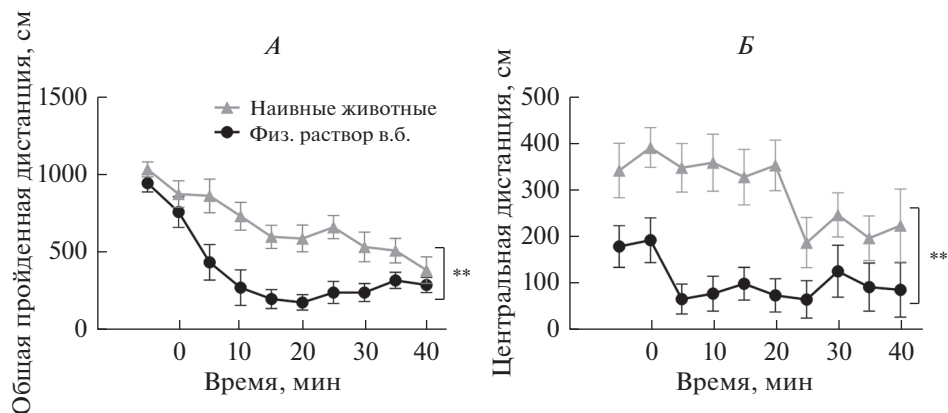 А
Общая пройденная дистанция, см
1500
1000
500
0
Наивные животные
Физ. раствор в.б.
**
0 10 20 30 40
Время, мин
Б
Центральная дистанция, см
500
400
300
200
100
0
**
0 10 20 30 40
Время, мин